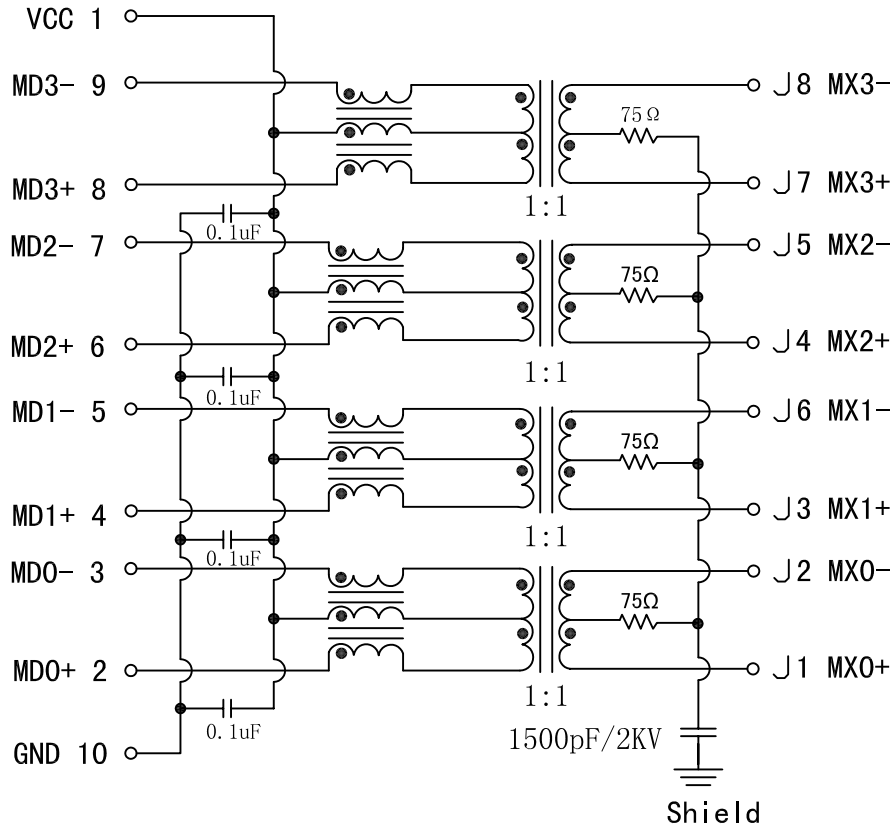 VCC 1
MD3- 9
J8 MX3-
75Ω
MD3+ 8
J7 MX3+
1:1
0.1uF
MD2- 7
J5 MX2-
75Ω
MD2+ 6
J4 MX2+
1:1
0.1uF
MD1- 5
J6 MX1-
75Ω
MD1+ 4
J3 MX1+
1:1
0.1uF
MD0- 3
J2 MX0-
75Ω
MD0+ 2
J1 MX0+
1:1
0.1uF
GND 10
1500pF/2KV
Shield